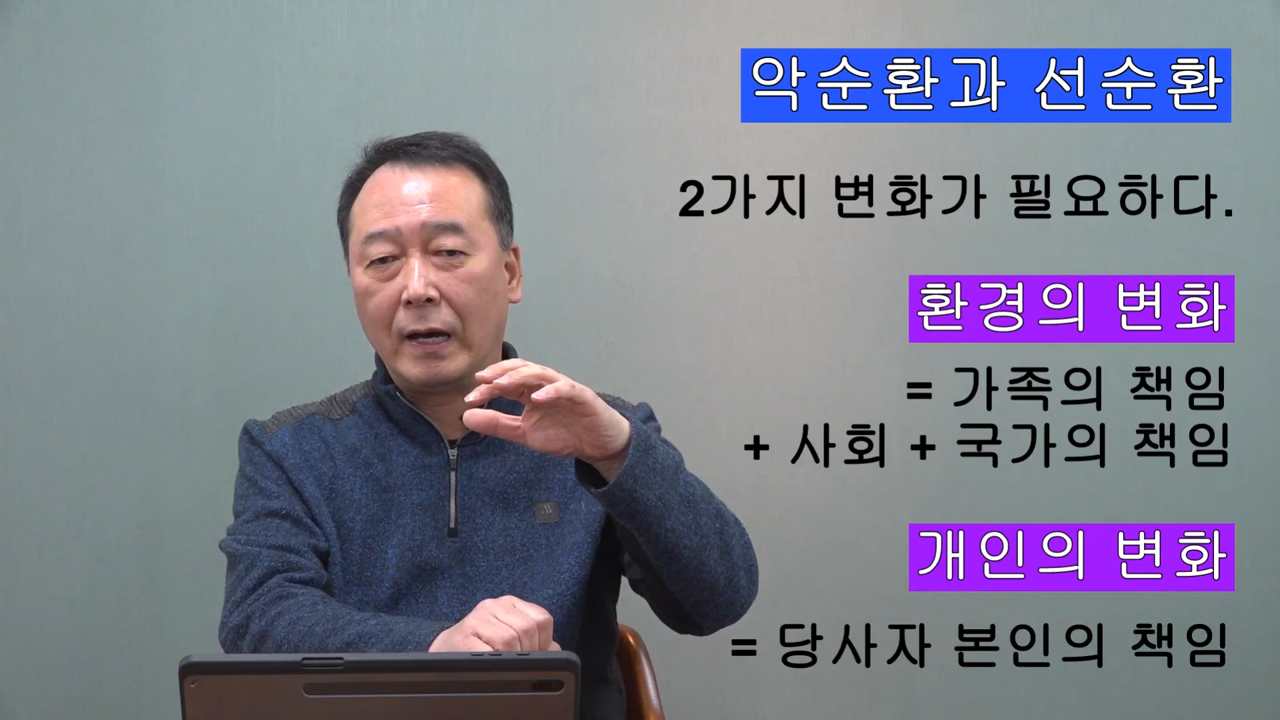 악순환과 선순환
2가지 변화가 필요하다.
환경의 변화
= 가족의 책임
+ 사회 + 국가의 책임
개인의 변화
= 당사자 본인의 책임